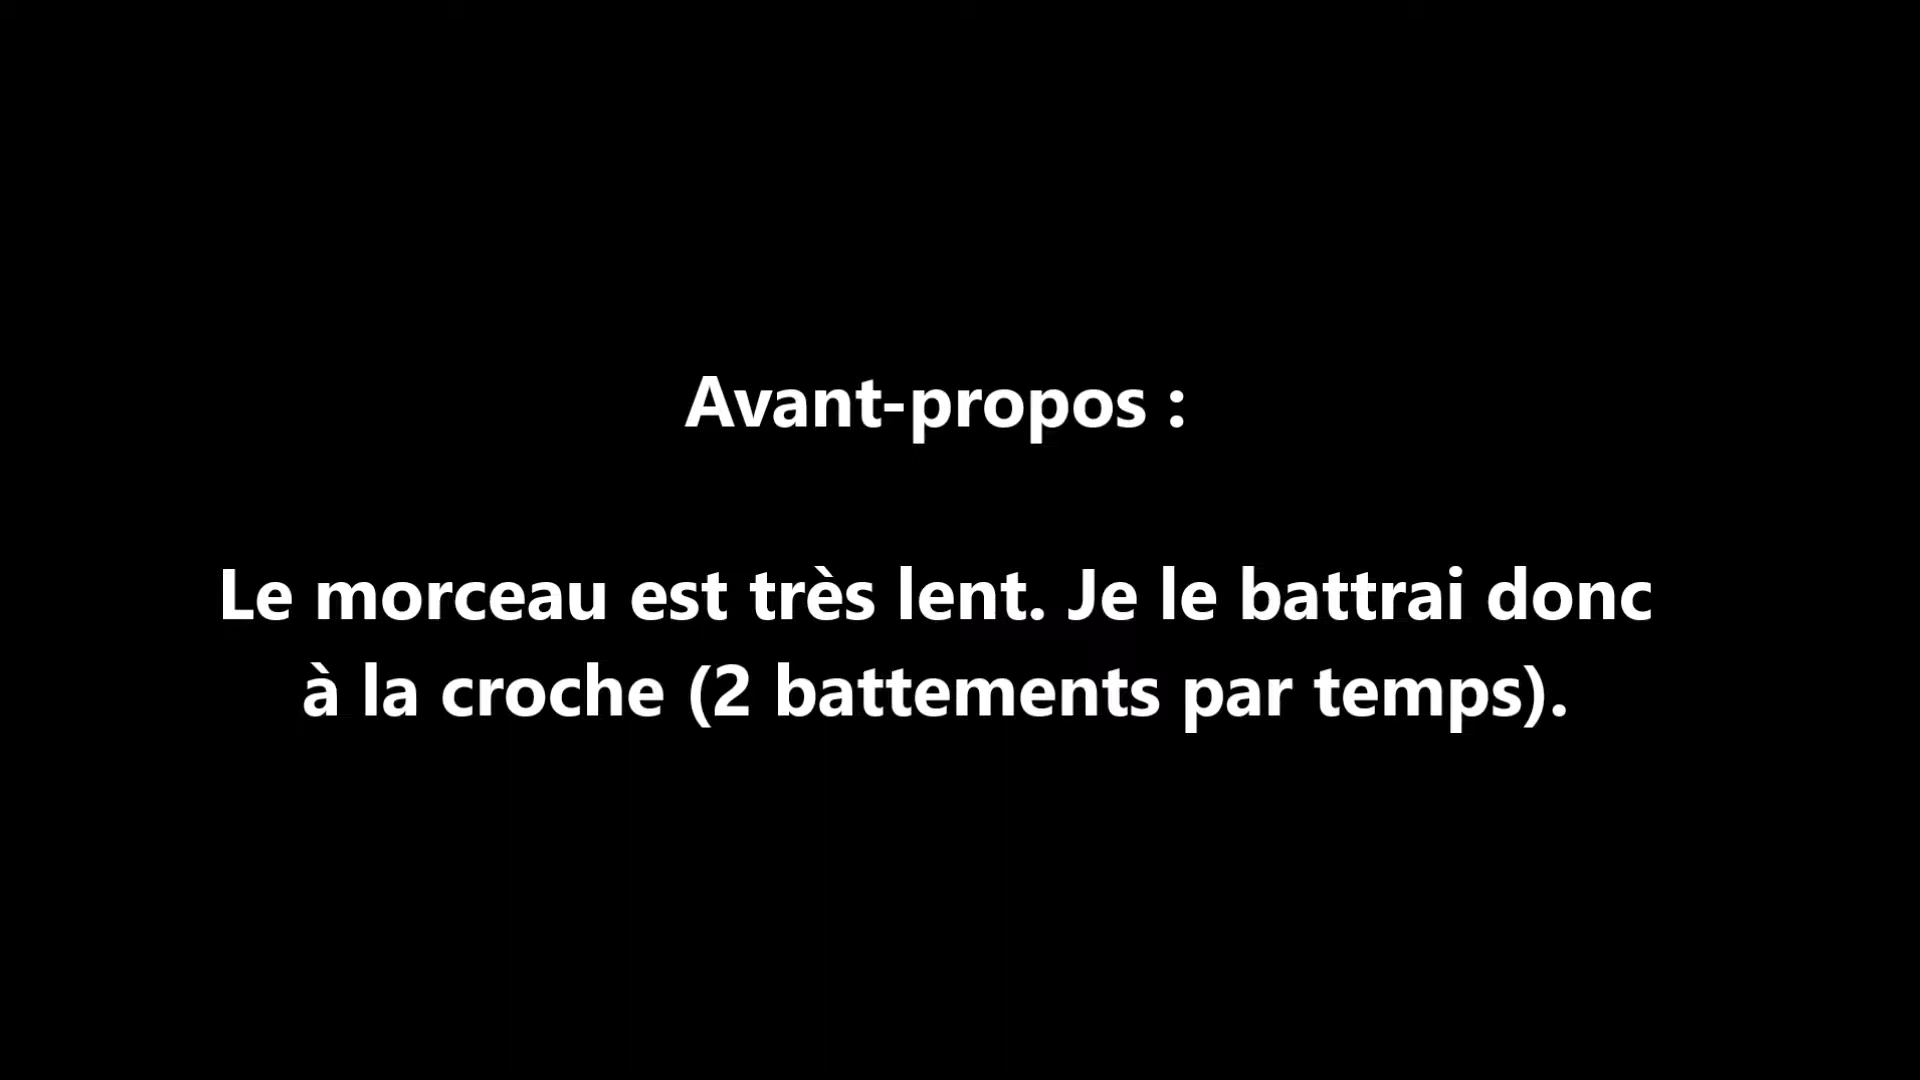 Avant-propos :
Le morceau est très lent. Je le battrai donc
à la croche (2 battements par temps).